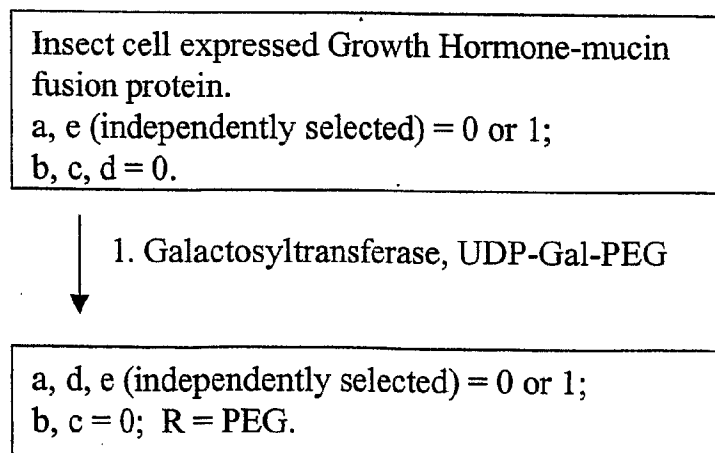 Insect cell expressed Growth Hormone-mucin
fusion protein.
a, e (independently selected) = 0 or 1;
b, c, d = 0.
1. Galactosyltransferase, UDP-Gal-PEG
a, d, e (independently selected) = 0 or 1;
b, c = 0;  R = PEG.